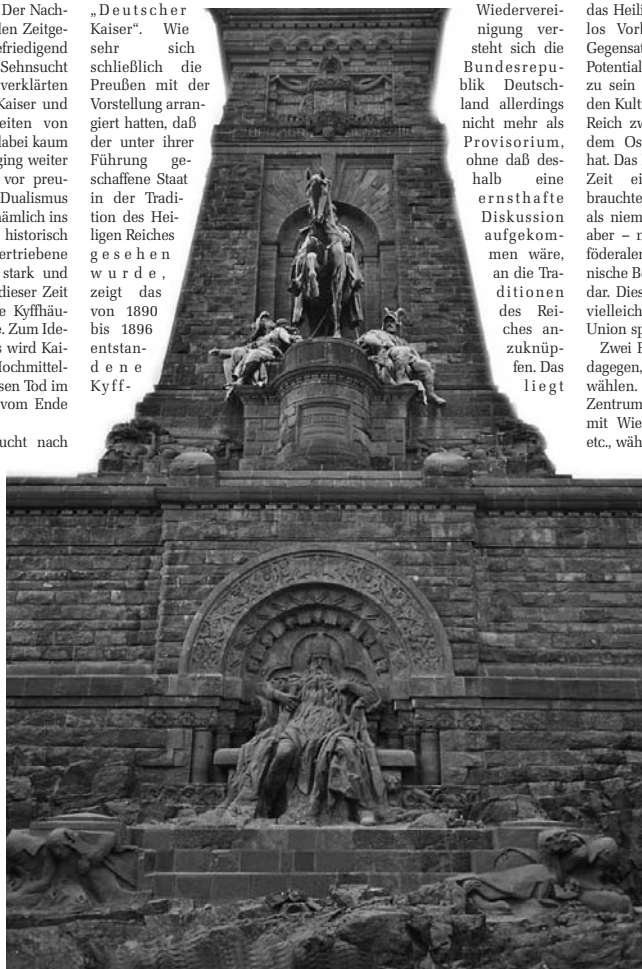 Der Nach-
Zeitge-
efriedigend
Sehnsucht
verklärten
Kaiser und
eiten von
dabei kaum
ging weiter
vor preu-
Dualismus
nämlich ins
historisch
ertriebene
stark und
dieser Zeit
e Kyffhäu-
e. Zum Ide-
s wird Kai-
Hochmittel-
sen Tod im
vom Ende
ucht nach
„Deutscher
Kaiser“. Wie
sehr sich
schließlich die
Preußen mit der
Vorstellung arran-
giert hatten, daß
der unter ihrer
Führung ge-
schaffene Staat
in der Tradi-
tion des Hei-
ligen Reiches
gesehen
wurde,
zeigt das
von 1890
bis 1896
entstan-
dene
Kyff-
Wiederverei-
nigung ver-
steht sich die
Bundesrepu-
blik Deutsch-
land allerdings
nicht mehr als
Provisorium,
ohne daß des-
halb eine
ernsthafte
Diskussion
aufgekom-
men wäre,
an die Tra-
ditionen
des Rei-
ches an-
zuknüp-
fen. Das
liegt
das Heili
los Vorb
Gegensat
Potential
zu sein
den Kult
Reich zw
dem Os
hat. Das
Zeit ei
brauchte
als niem
aber – n
föderalen
nische Be
dar. Dies
vielleich
Union sp
Zwei F
dagegen,
wählen.
Zentrum
mit Wie
etc., wäh